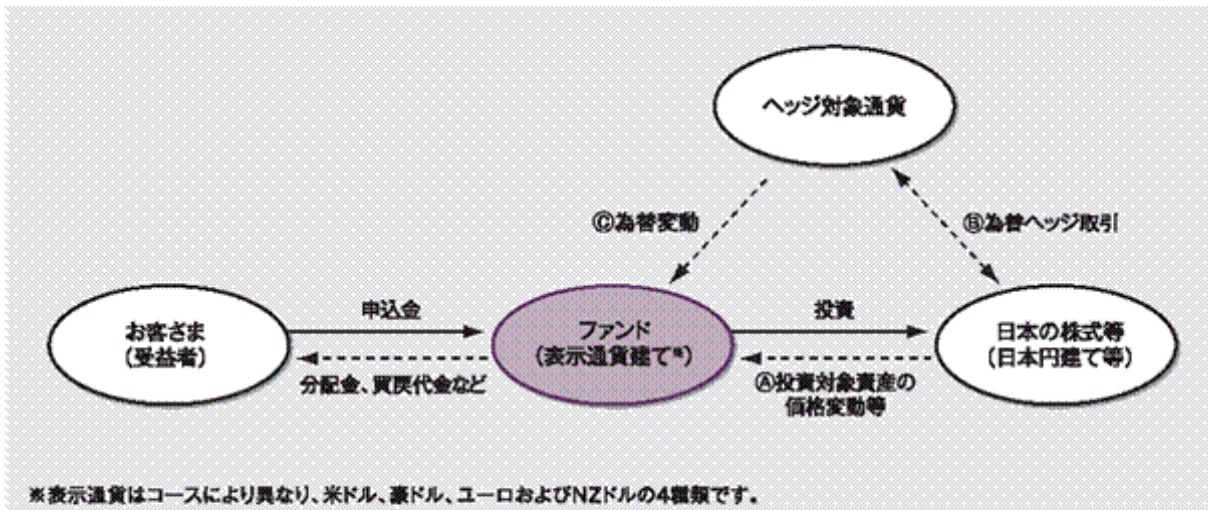 ヘッジ対象通貨
Ⓒ為替変動
Ⓑ為替ヘッジ取引
お客さま
(受益者)
申込金
分配金、買戻代金など
ファンド
(表示通貨建て※)
投資
Ⓐ投資対象資産の
価格変動等
日本の株式等
(日本円建て等)
※表示通貨はコースにより異なり、米ドル、豪ドル、ユーロおよびNZドルの4種類です。